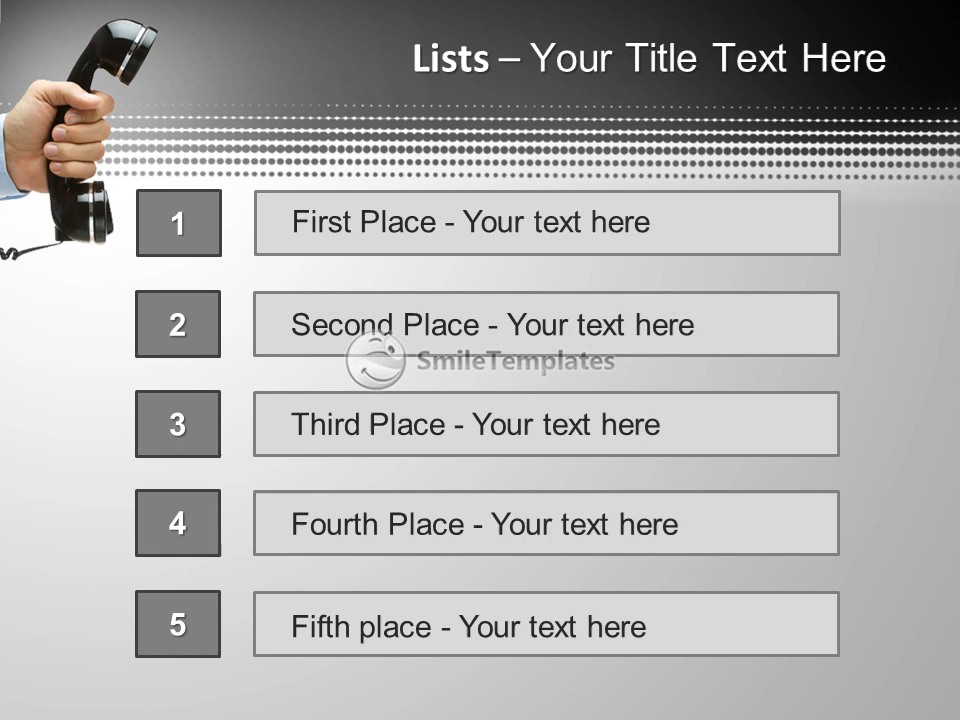 Lists – Your Title Text Here
1 First Place - Your text here
2 Second Place - Your text here
SmileTemplates
3 Third Place - Your text here
4 Fourth Place - Your text here
5 Fifth place - Your text here